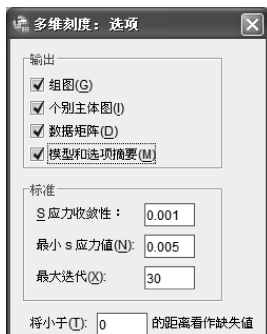 多维刻度：选项
输出
组图(G)
个别主体图(I)
数据矩阵(D)
模型和选项摘要(M)
标准
S应力收敛性： 0.001
最小 s 应力值(N): 0.005
最大迭代(X): 30
将小于(T): 0 的距离看作缺失值